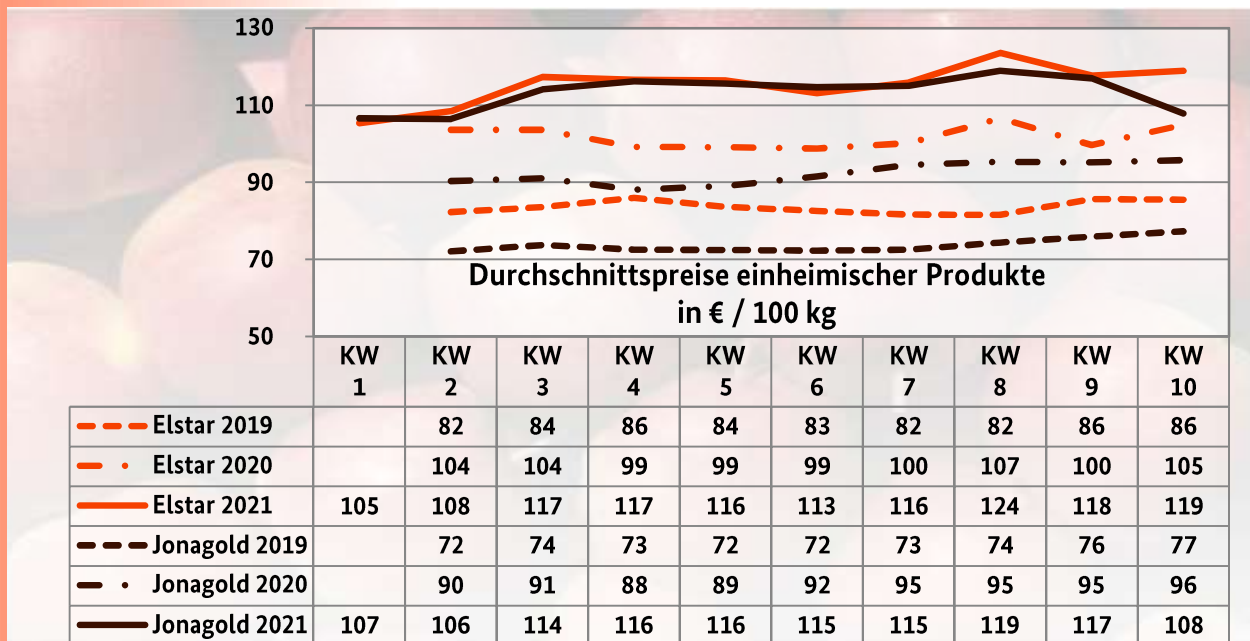 130
110
90
70
50
Durchschnittspreise einheimischer Produkte
in € / 100 kg
KW KW KW KW KW KW KW KW KW KW
1 2 3 4 5 6 7 8 9 10
Elstar 2019 82 84 86 84 83 82 82 86 86
Elstar 2020 104 104 99 99 99 100 107 100 105
Elstar 2021 105 108 117 117 116 113 116 124 118 119
Jonagold 2019 72 74 73 72 72 73 74 76 77
Jonagold 2020 90 91 88 89 92 95 95 95 96
Jonagold 2021 107 106 114 116 116 115 115 119 117 108